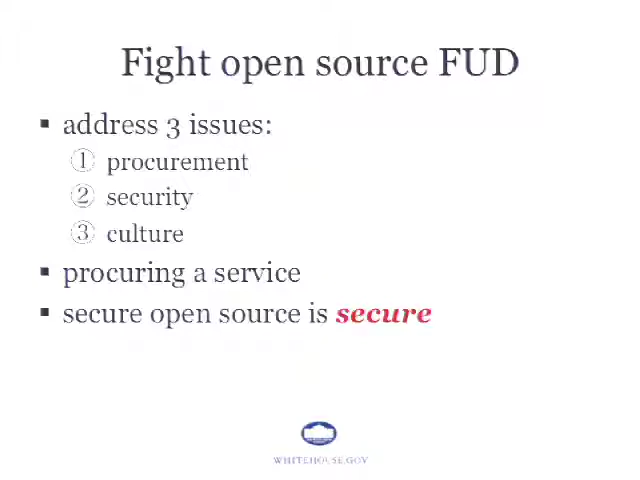 Fight open source FUD
▪ address 3 issues:
① procurement
② security
③ culture
▪ procuring a service
▪ secure open source is secure
WHITEHOUSE.GOV